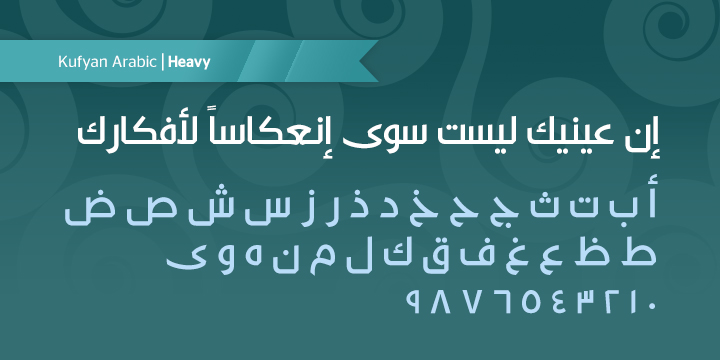 Kufyan Arabic | Heavy
إن عينيك ليست سوى إنعكاساً لأفكارك
أ ب ت ث ج ح خ د ذ ر ز س ش ص ض
ط ظ ع غ ف ق ك ل م ن ه و ى
٠ ١ ٢ ٣ ٤ ٥ ٦ ٧ ٨ ٩